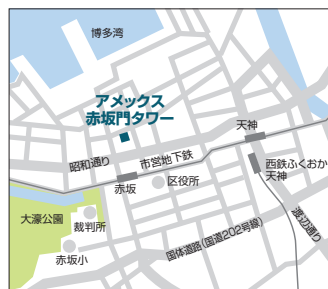 博多湾
アメックス
赤坂門タワー
天神
昭和通り
市営地下鉄
西鉄ふくおか
天神
赤坂
区役所
大濠公園
裁判所
渡辺通り
国体道路(国道202号線)
赤坂小